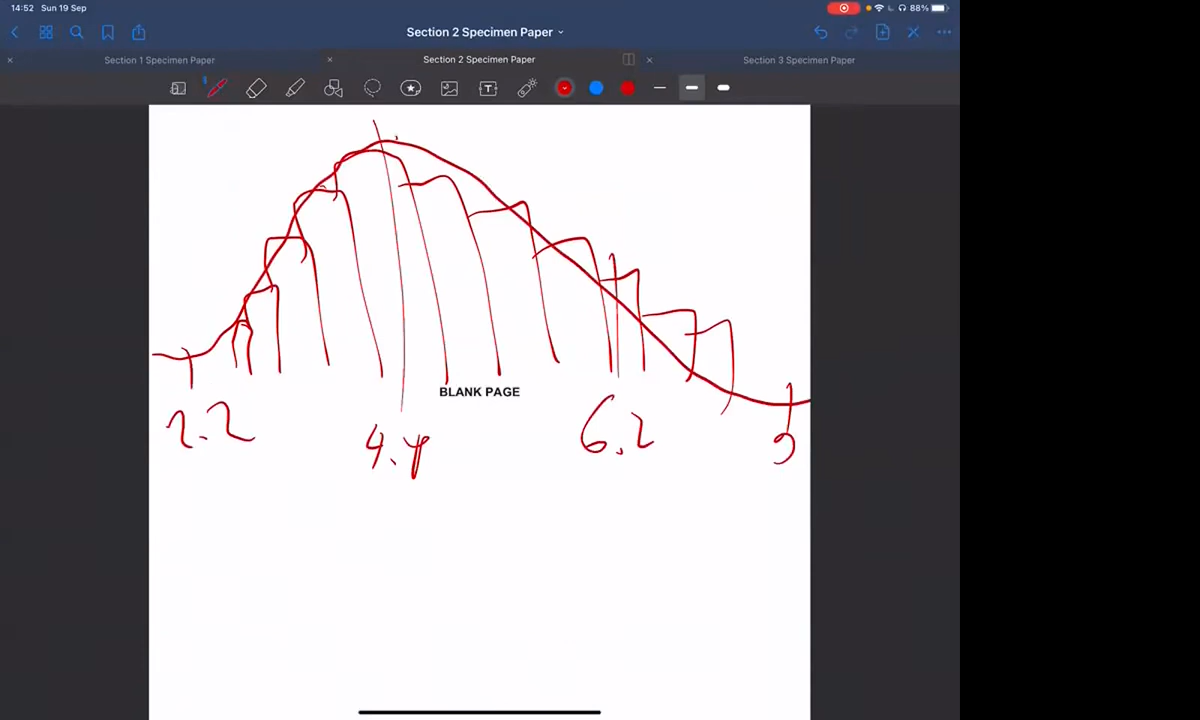 14:52 Sun 19 Sep 88%
Section 2 Specimen Paper
Section 1 Specimen Paper Section 2 Specimen Paper Section 3 Specimen Paper
T
BLANK PAGE
2.2 4.4 6.2 9